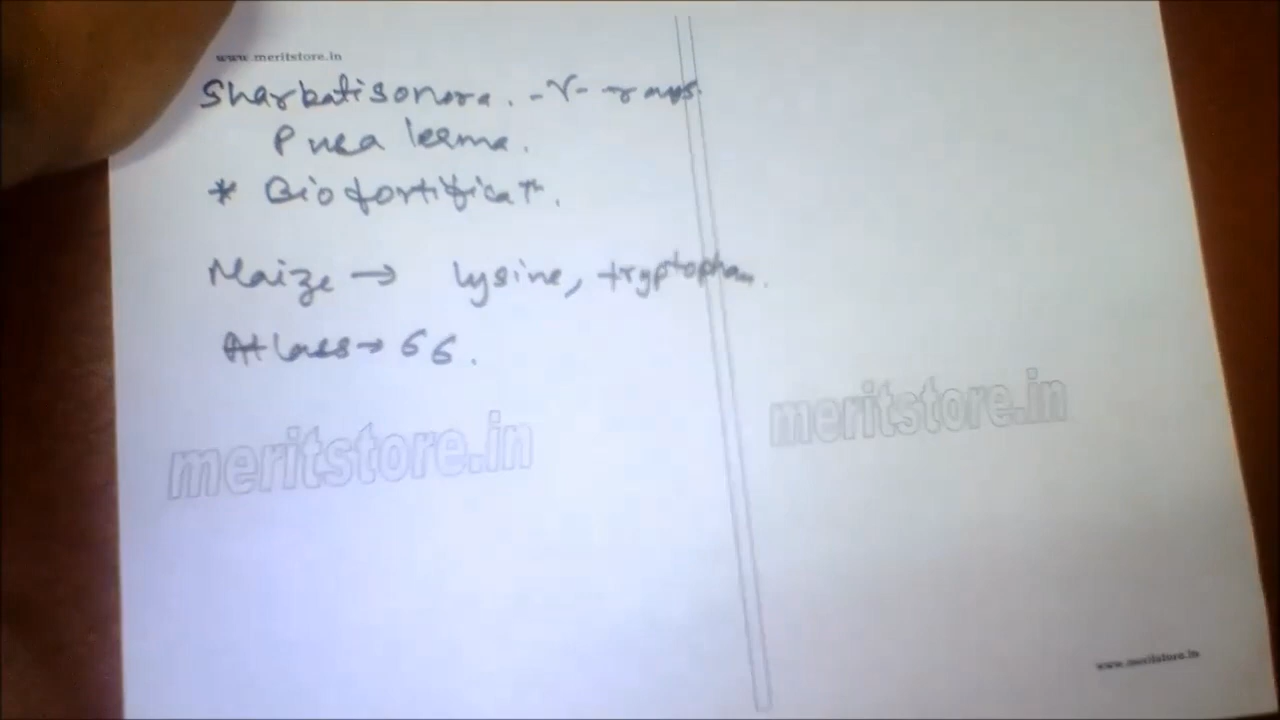 www.meritstore.in
Sharbatisonora. - γ - rays.
Pusa lerma.
* Biofortificatn.
Maize → lysine, tryptophan.
Atlass → 66.
meritstore.in
meritstore.in
www.meritstore.in